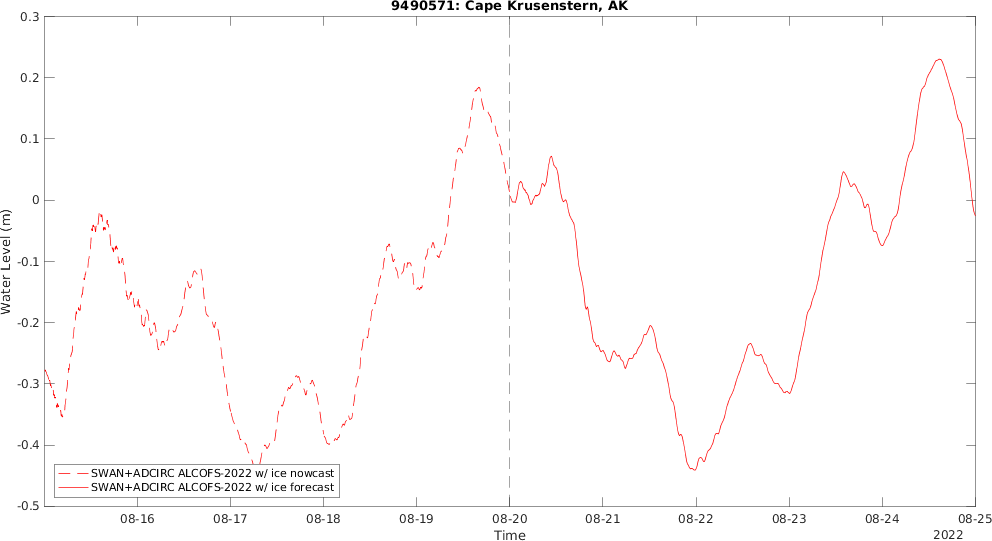 9490571: Cape Krusenstern, AK
0.3
0.2
0.1
0
-0.1
-0.2
-0.3
-0.4
-0.5
Water Level (m)
SWAN+ADCIRC ALCOFS-2022 w/ ice nowcast
SWAN+ADCIRC ALCOFS-2022 w/ ice forecast
08-16 08-17 08-18 08-19 08-20 08-21 08-22 08-23 08-24 08-25
Time
2022